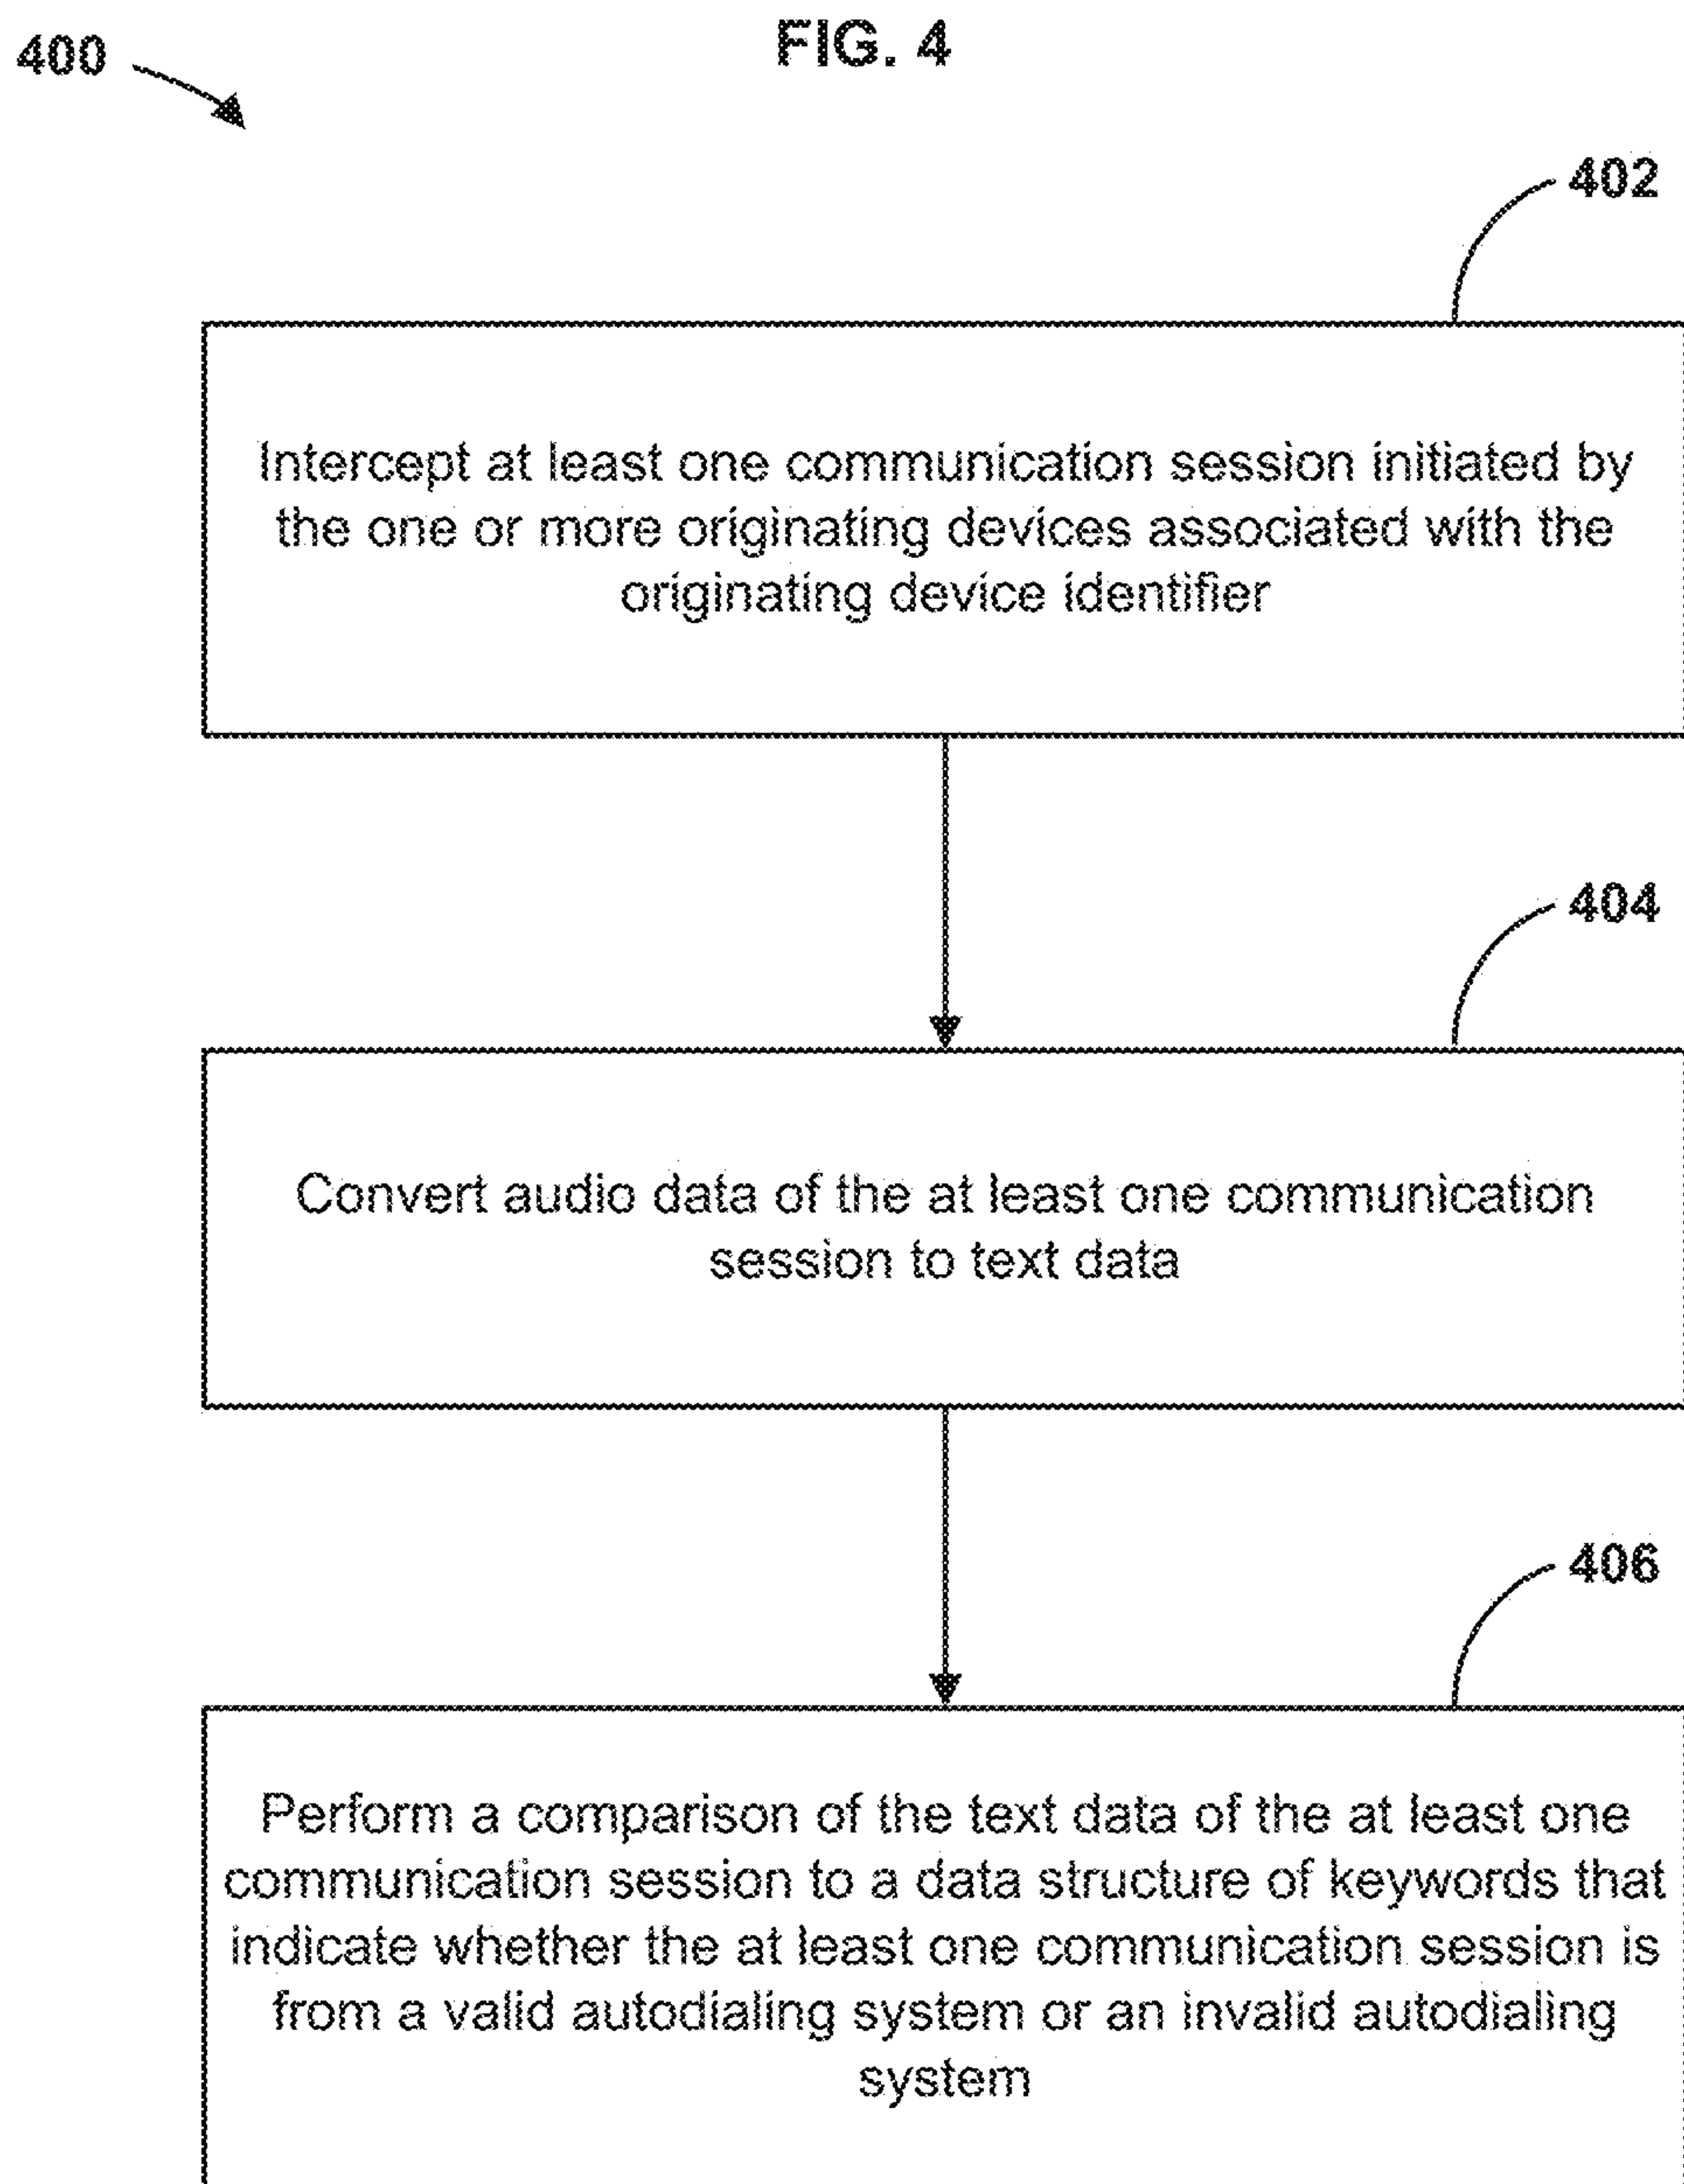 FIG. 4
400
402
Intercept at least one communication session initiated by
the one or more originating devices associated with the
originating device identifier
404
Convert audio data of the at least one communication
session to text data
406
Perform a comparison of the text data of the at least one
communication session to a data structure of keywords that
indicate whether the at least one communication session is
from a valid autodialing system or an invalid autodialing
system